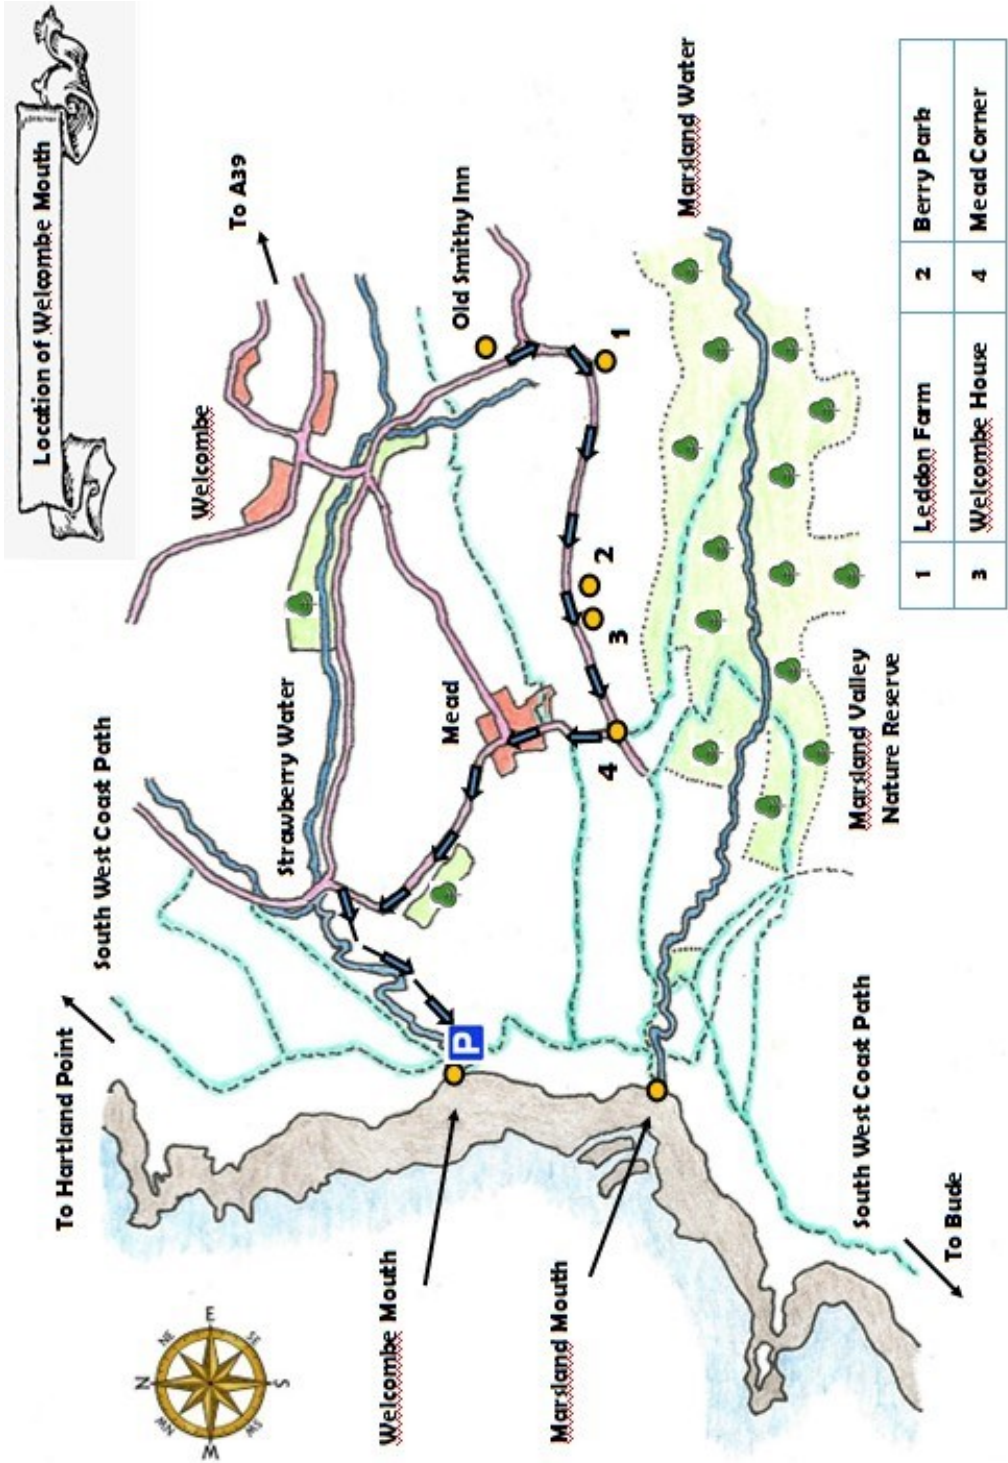 Location of Welcombe Mouth
To Hartland Point
South West Coast Path
Welcombe
To A39
Strawberry Water
Mead
Old Smithy Inn
N
NE
E
SE
S
SW
W
NW
P
Welcombe Mouth
Marsland Mouth
1
2
3
4
Marsland Water
Marsland Valley
Nature Reserve
South West Coast Path
To Bude
1 Leddon Farm 2 Berry Park
3 Welcombe House 4 Mead Corner